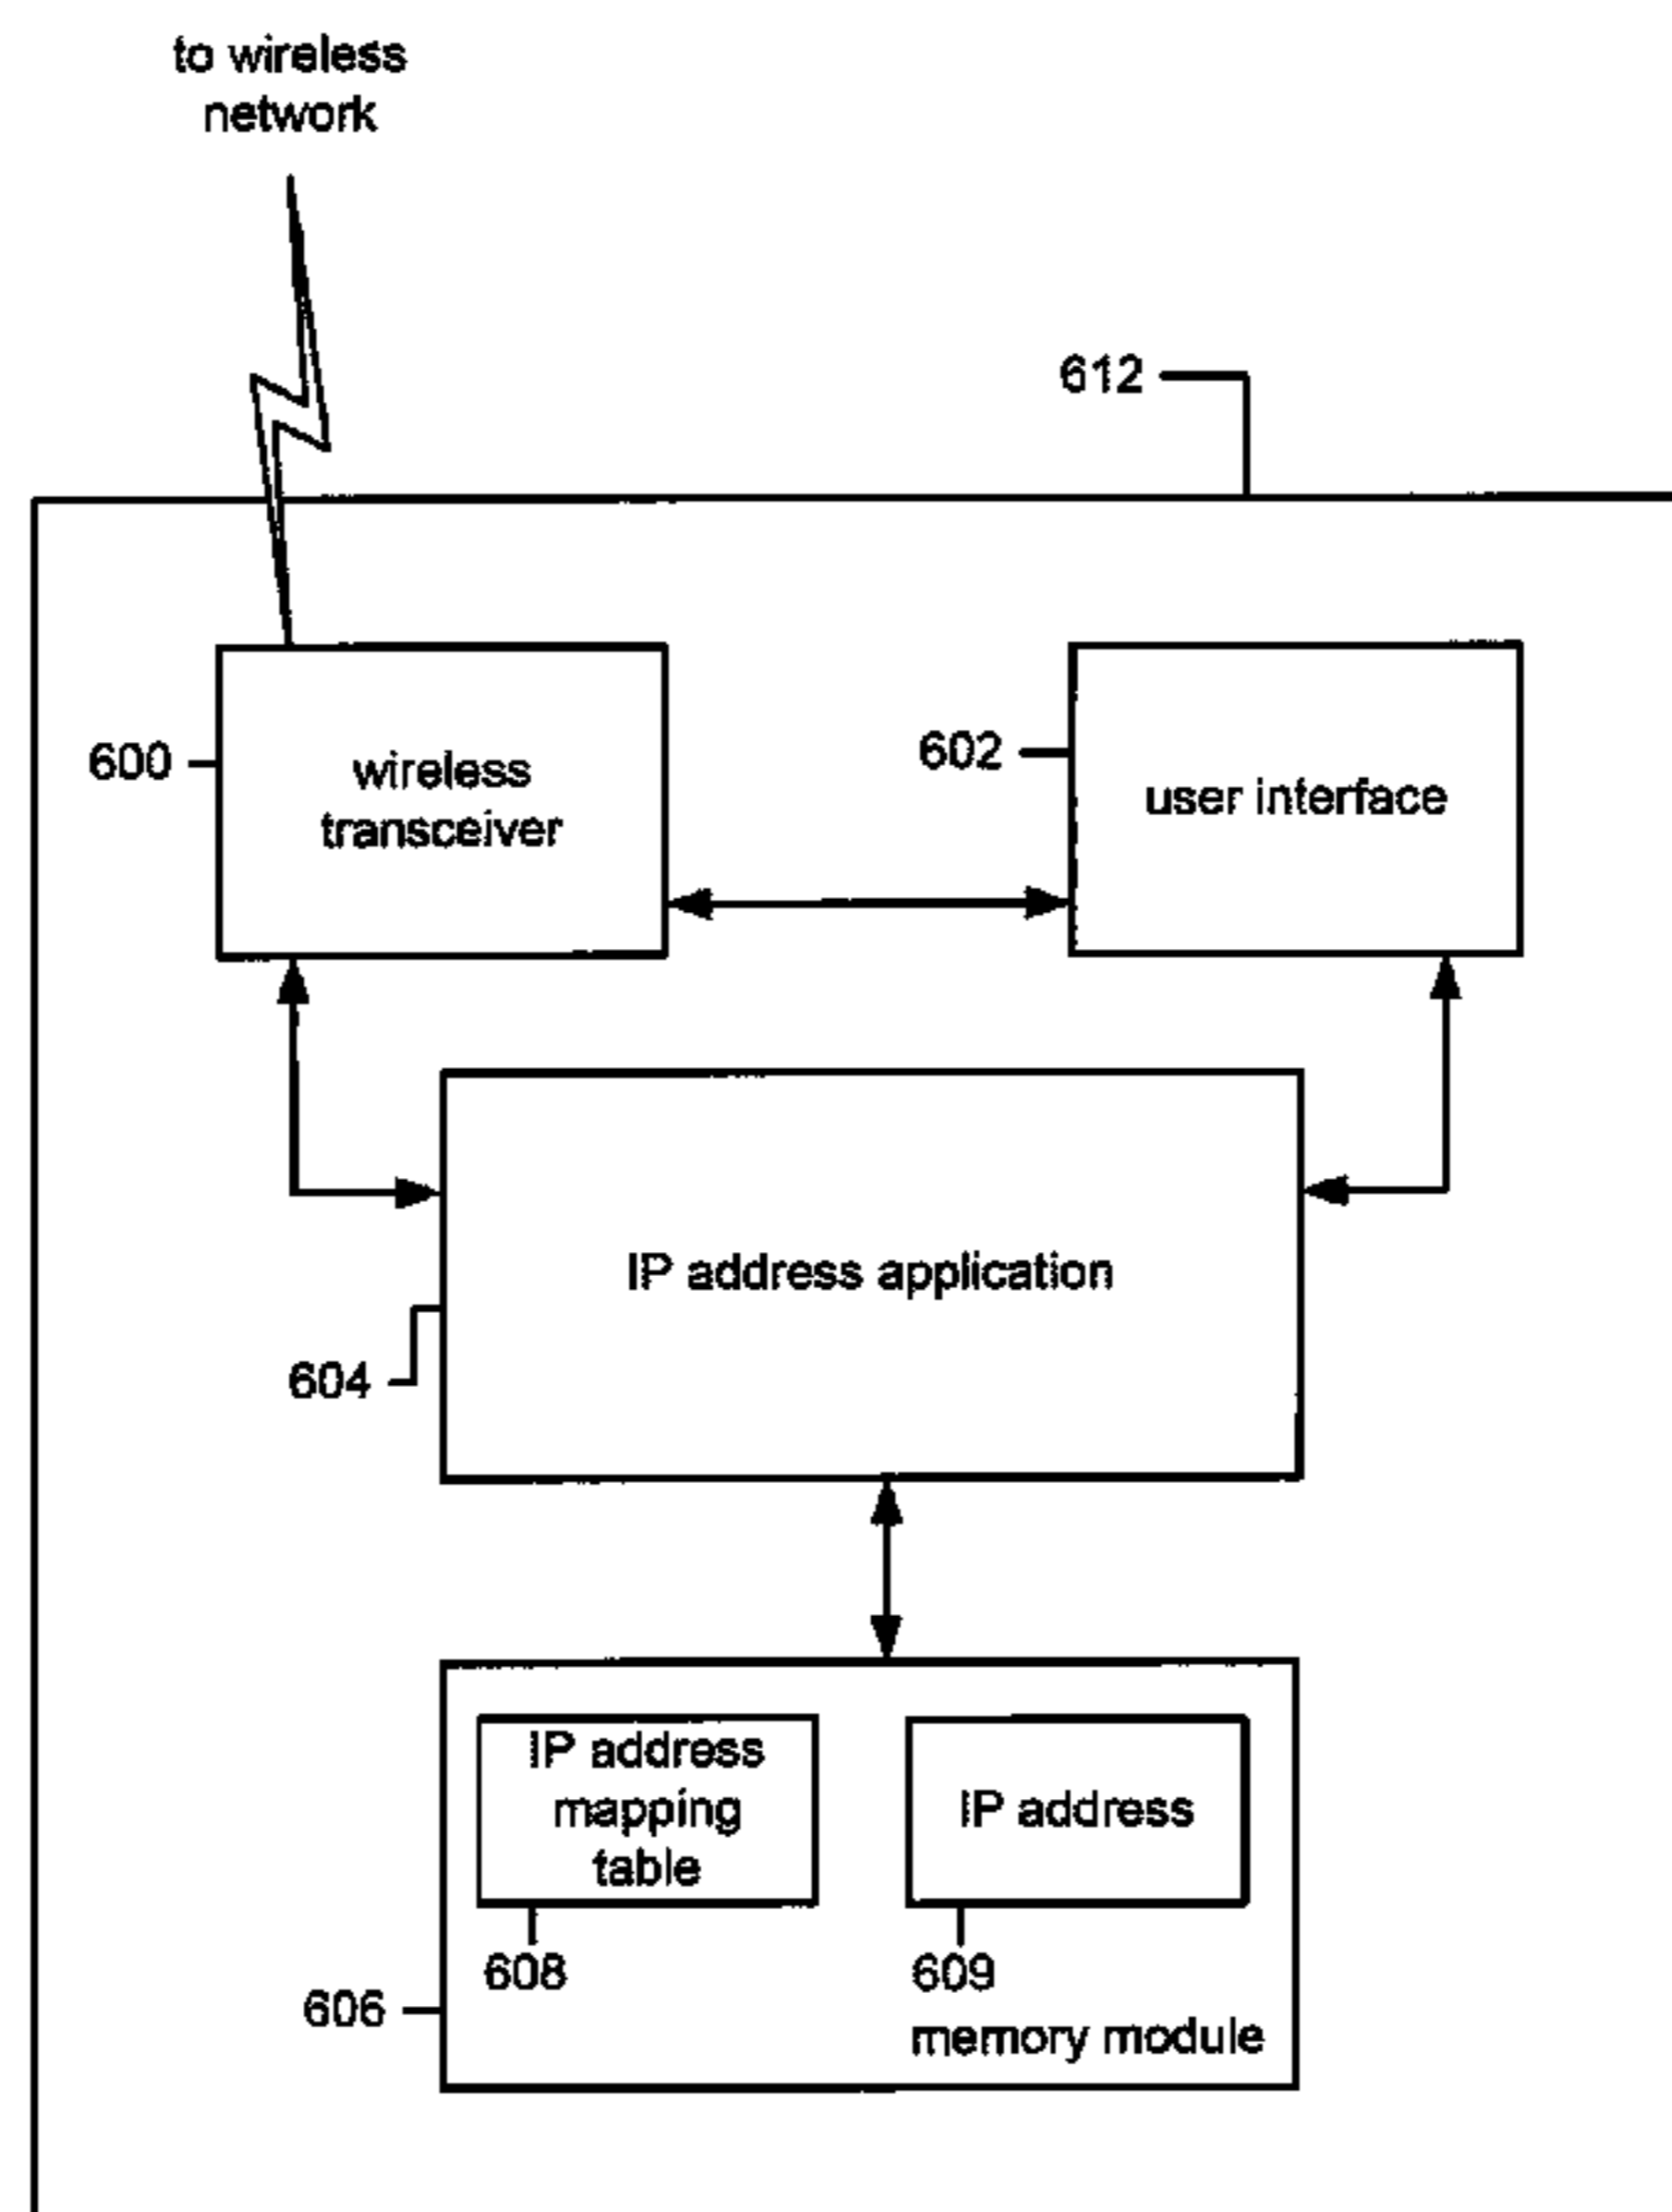 to wireless
network
612
600
wireless
transceiver
602
user interface
IP address application
604
IP address
mapping
table
IP address
608
609
606
memory module